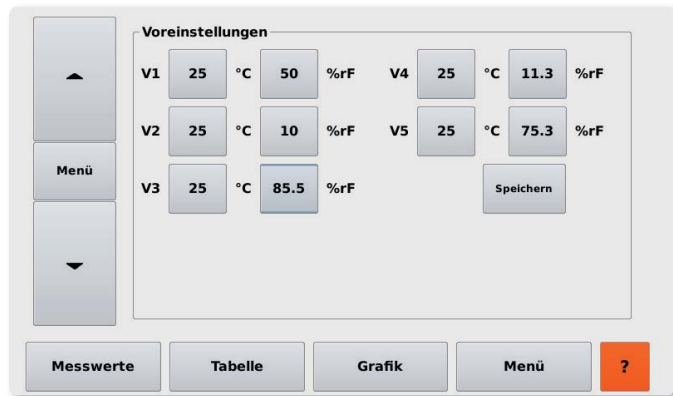 Voreinstellungen
V1 25 °C 50 %rF V4 25 °C 11.3 %rF
V2 25 °C 10 %rF V5 25 °C 75.3 %rF
Menü
V3 25 °C 85.5 %rF Speichern
Messwerte Tabelle Grafik Menü ?